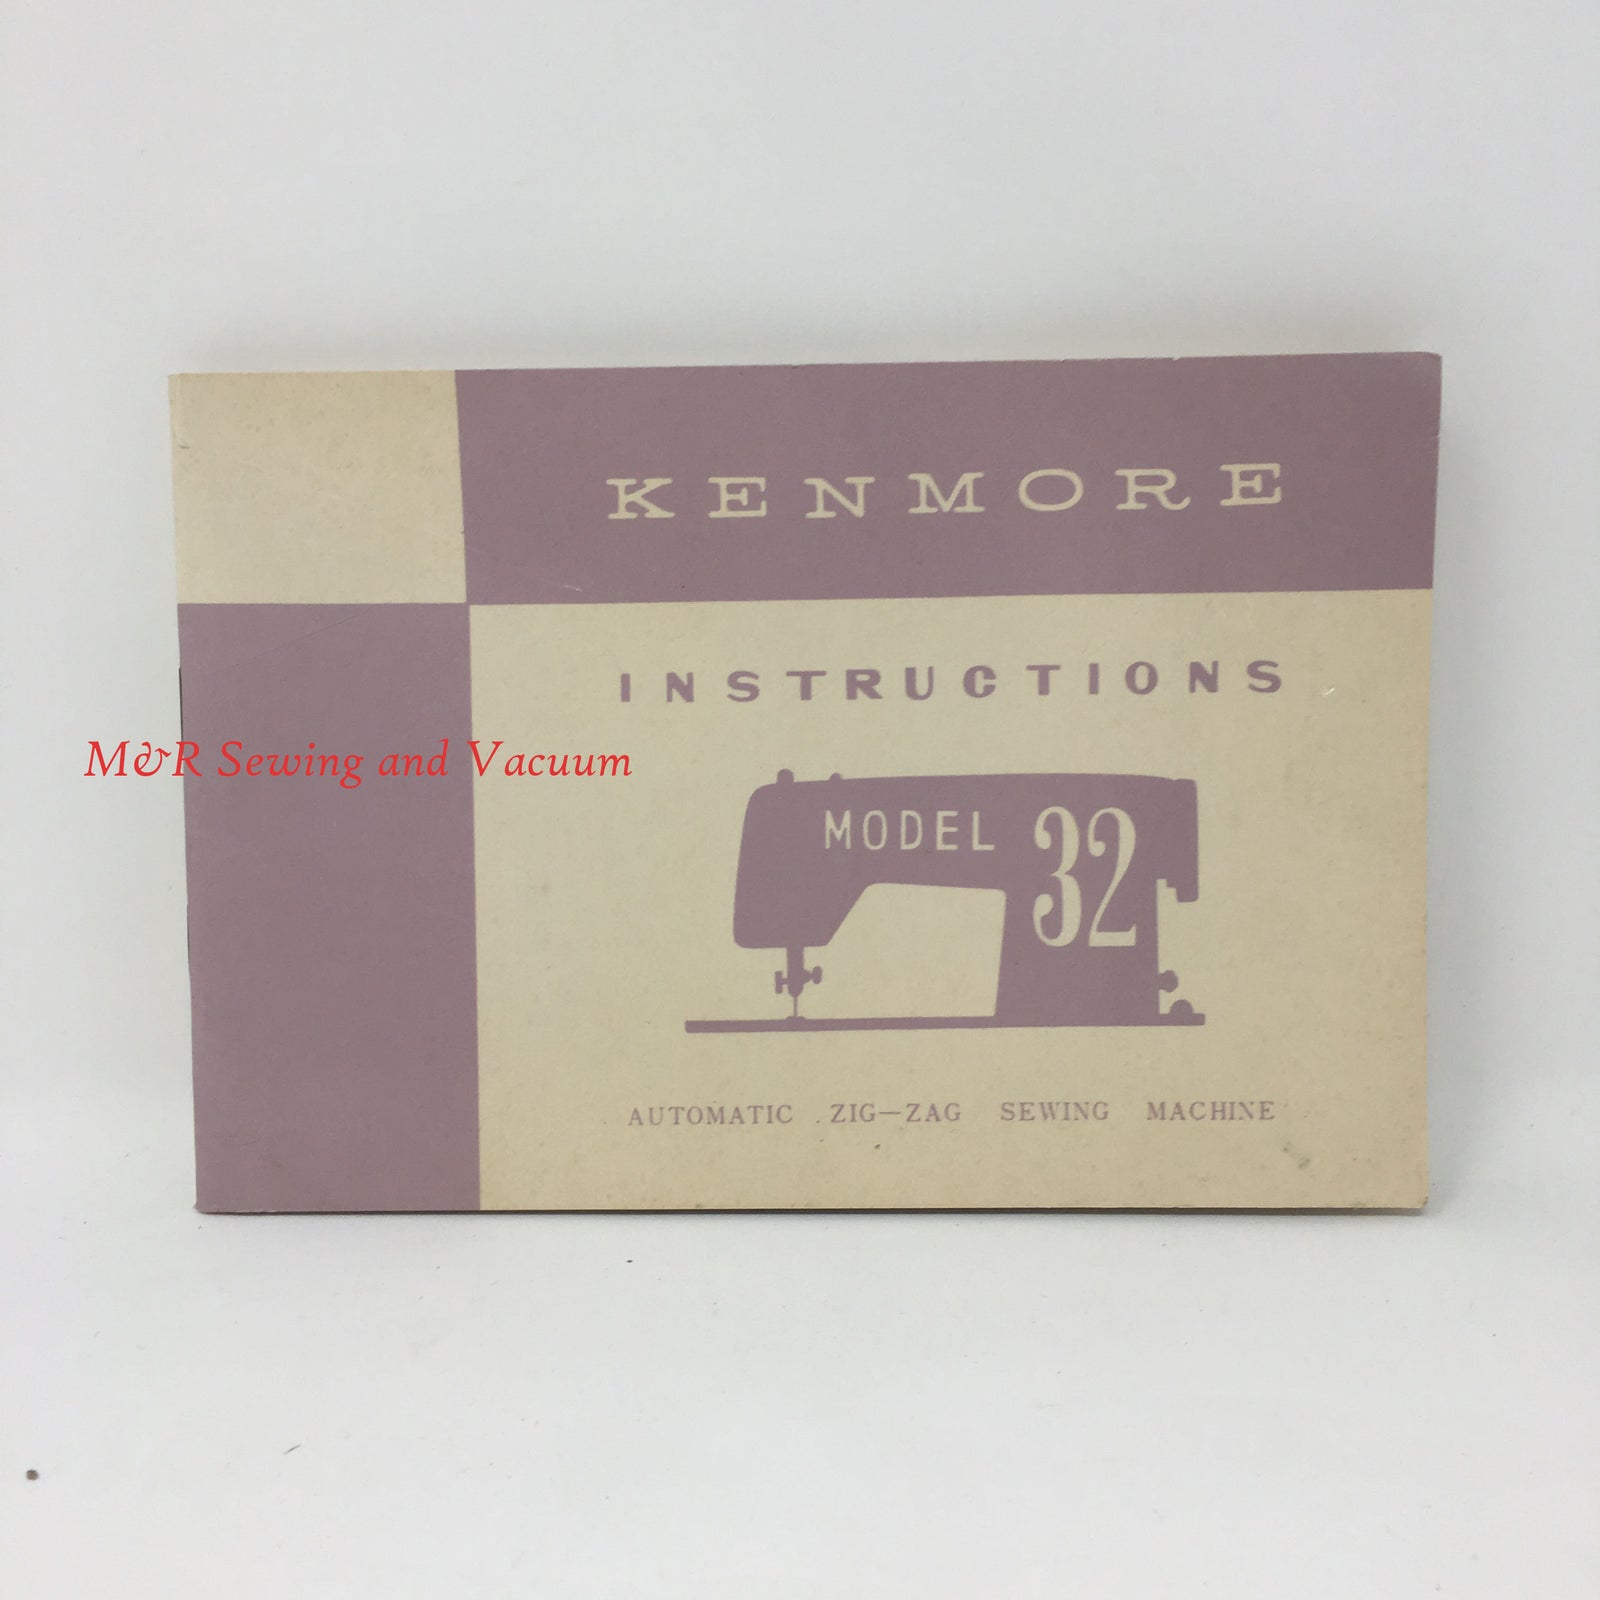 KENMORE
INSTRUCTIONS
M&R Sewing and Vacuum
MODEL 32
AUTOMATIC ZIG—ZAG SEWING MACHINE